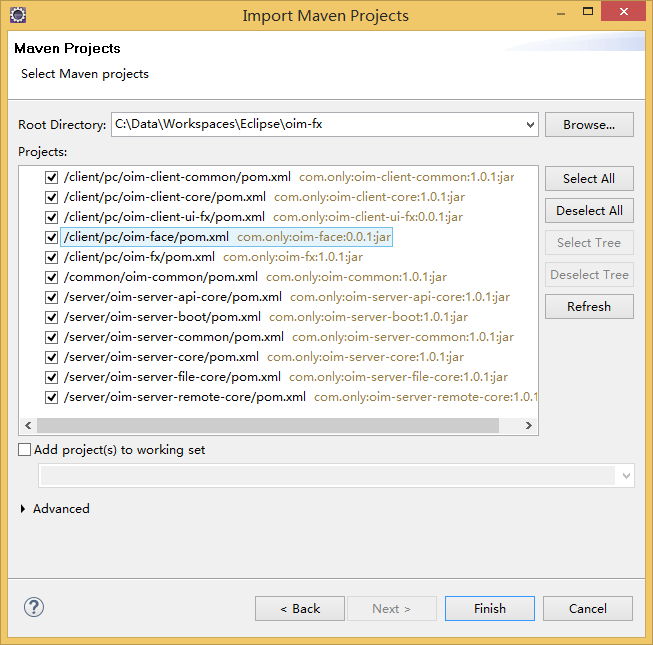 Import Maven Projects
Maven Projects
Select Maven projects
Root Directory: C:\Data\Workspaces\Eclipse\oim-fx Browse...
Projects:
/client/pc/oim-client-common/pom.xml com.only:oim-client-common:1.0.1:jar
Select All
/client/pc/oim-client-core/pom.xml com.only:oim-client-core:1.0.1:jar
/client/pc/oim-client-ui-fx/pom.xml com.only:oim-client-ui-fx:0.0.1:jar
Deselect All
/client/pc/oim-face/pom.xml com.only:oim-face:0.0.1:jar
Select Tree
/client/pc/oim-fx/pom.xml com.only:oim-fx:1.0.1:jar
/common/oim-common/pom.xml com.only:oim-common:1.0.1:jar
Deselect Tree
/server/oim-server-api-core/pom.xml com.only:oim-server-api-core:1.0.1:jar
Refresh
/server/oim-server-boot/pom.xml com.only:oim-server-boot:1.0.1:jar
/server/oim-server-common/pom.xml com.only:oim-server-common:1.0.1:jar
/server/oim-server-core/pom.xml com.only:oim-server-core:1.0.1:jar
/server/oim-server-file-core/pom.xml com.only:oim-server-file-core:1.0.1:jar
/server/oim-server-remote-core/pom.xml com.only:oim-server-remote-core:1.0.1
Add project(s) to working set
Advanced
? < Back Next > Finish Cancel